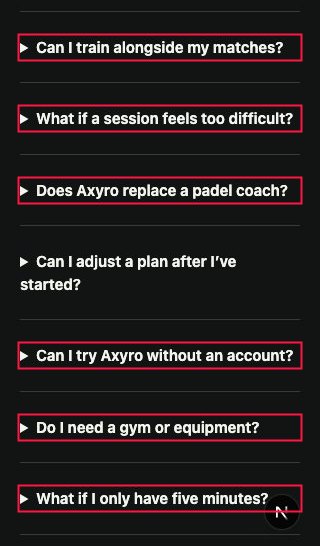 Can I train alongside my matches?
What if a session feels too difficult?
Does Axyro replace a padel coach?
Can I adjust a plan after I’ve
started?
Can I try Axyro without an account?
Do I need a gym or equipment?
What if I only have five minutes?
N